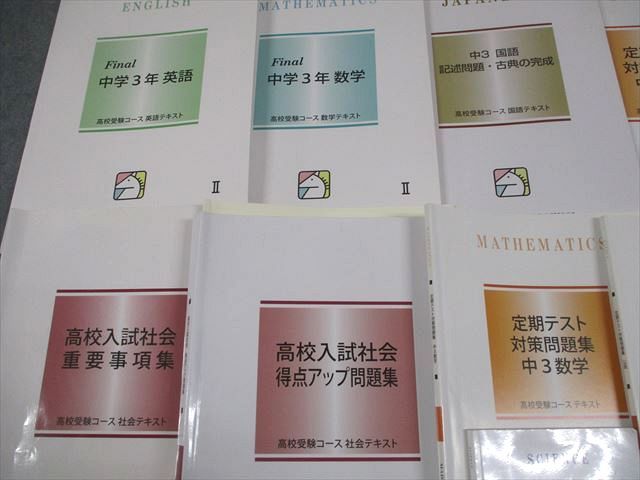 ENGLISH
Final
中学3年 英語
高校受験コース 英語テキスト
II
MATHEMATICS
Final
中学3年 数学
高校受験コース 数学テキスト
II
中3 国語
記述問題・古典の完成
高校受験コース 国語テキスト
高校入試社会
重要事項集
高校受験コース 社会テキスト
高校入試社会
得点アップ問題集
高校受験コース 社会テキスト
MATHEMATICS
定期テスト
対策問題集
中3数学
高校受験コース テキスト
SCIENCE